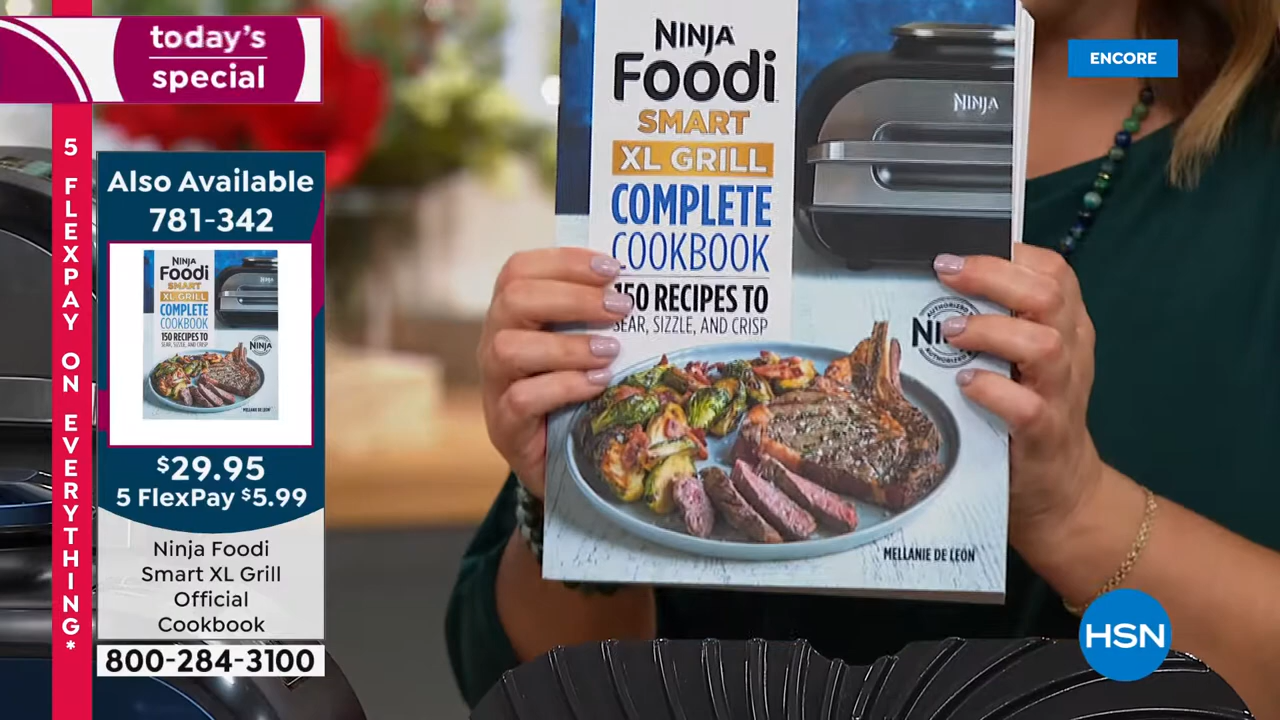 today's
special
5 FLEXPAY ON EVERYTHING*
Also Available
781-342
NINJA
Foodi
SMART
XL GRILL
COMPLETE
COOKBOOK
150 RECIPES TO
SEAR, SIZZLE, AND CRISP
NINJA
NINJA
MELLANIE DE LEON
$29.95
5 FlexPay $5.99
Ninja Foodi
Smart XL Grill
Official
Cookbook
800-284-3100
NINJA
Foodi
SMART
XL GRILL
COMPLETE
COOKBOOK
150 RECIPES TO
SEAR, SIZZLE, AND CRISP
NINJA
AUTHORIZED
MELLANIE DE LEON
ENCORE
HSN